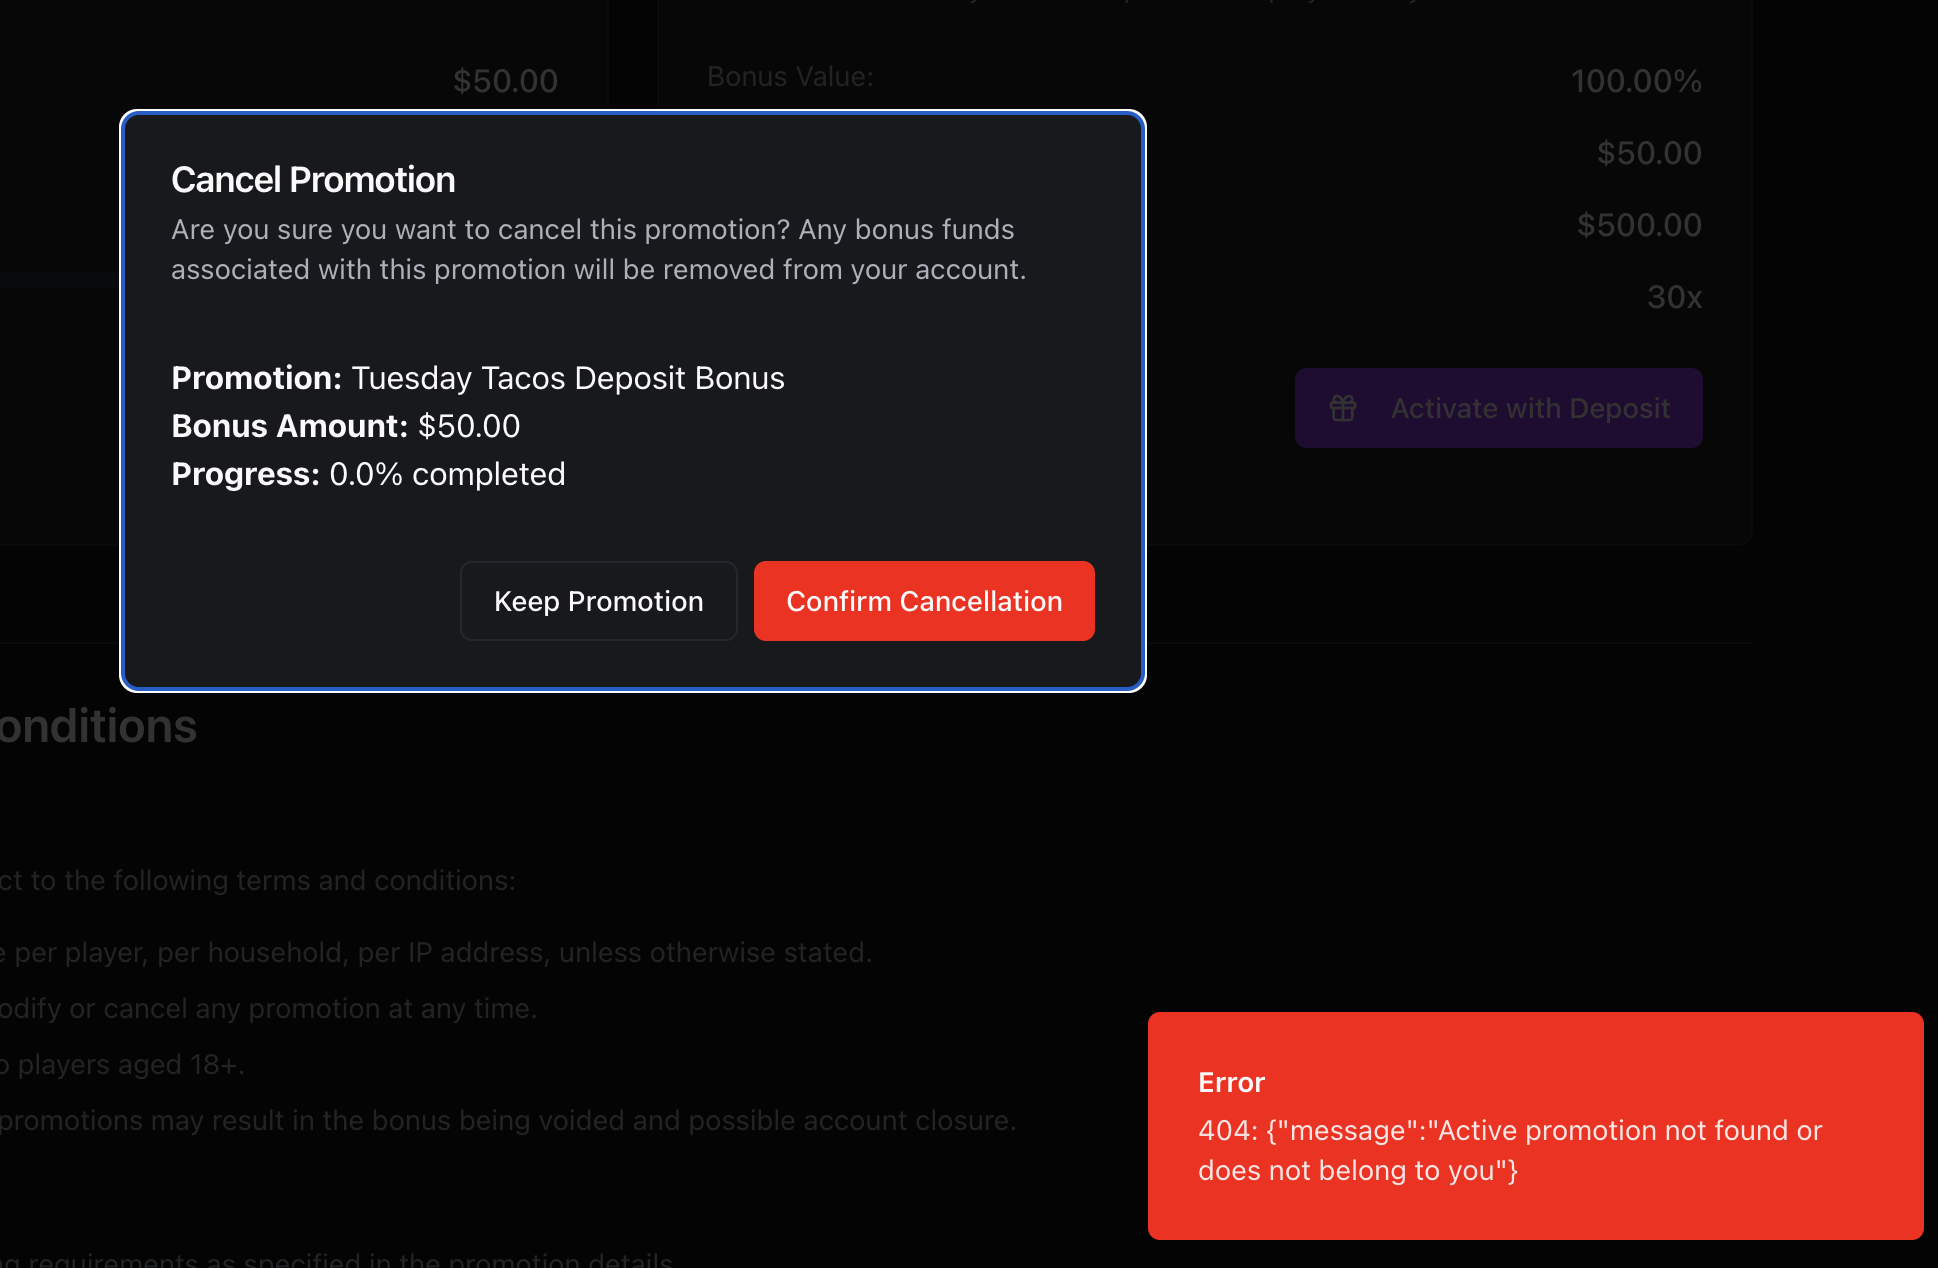 $50.00
Bonus Value:
100.00%
$50.00
$500.00
30x
Activate with Deposit
Cancel Promotion
Are you sure you want to cancel this promotion? Any bonus funds
associated with this promotion will be removed from your account.
Promotion: Tuesday Tacos Deposit Bonus
Bonus Amount: $50.00
Progress: 0.0% completed
Keep Promotion
Confirm Cancellation
onditions
ct to the following terms and conditions:
e per player, per household, per IP address, unless otherwise stated.
odify or cancel any promotion at any time.
o players aged 18+.
promotions may result in the bonus being voided and possible account closure.
ng requirements as specified in the promotion details.
Error
404: {"message":"Active promotion not found or
does not belong to you"}